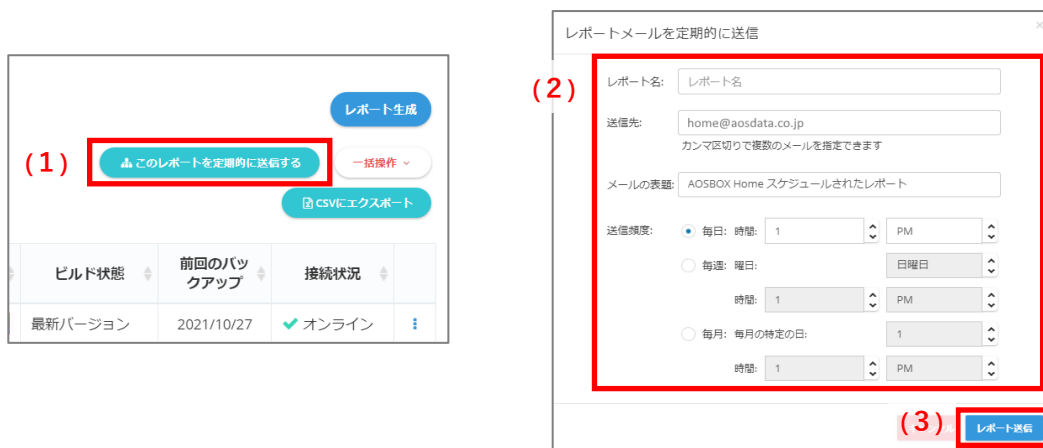 レポート生成
(1)
このレポートを定期的に送信する
一括操作
CSVにエクスポート
ビルド状態
前回のバックアップ
接続状況
最新バージョン
2021/10/27
オンライン
レポートメールを定期的に送信
×
(2)
レポート名: レポート名
送信先: home@aosdata.co.jp
カンマ区切りで複数のメールを指定できます
メールの表題: AOSBOX Home スケジュールされたレポート
送信頻度: 毎日: 時間: 1 PM
毎週: 曜日: 日曜日
時間: 1 PM
毎月: 毎月の特定の日: 1
時間: 1 PM
(3)
レポート送信